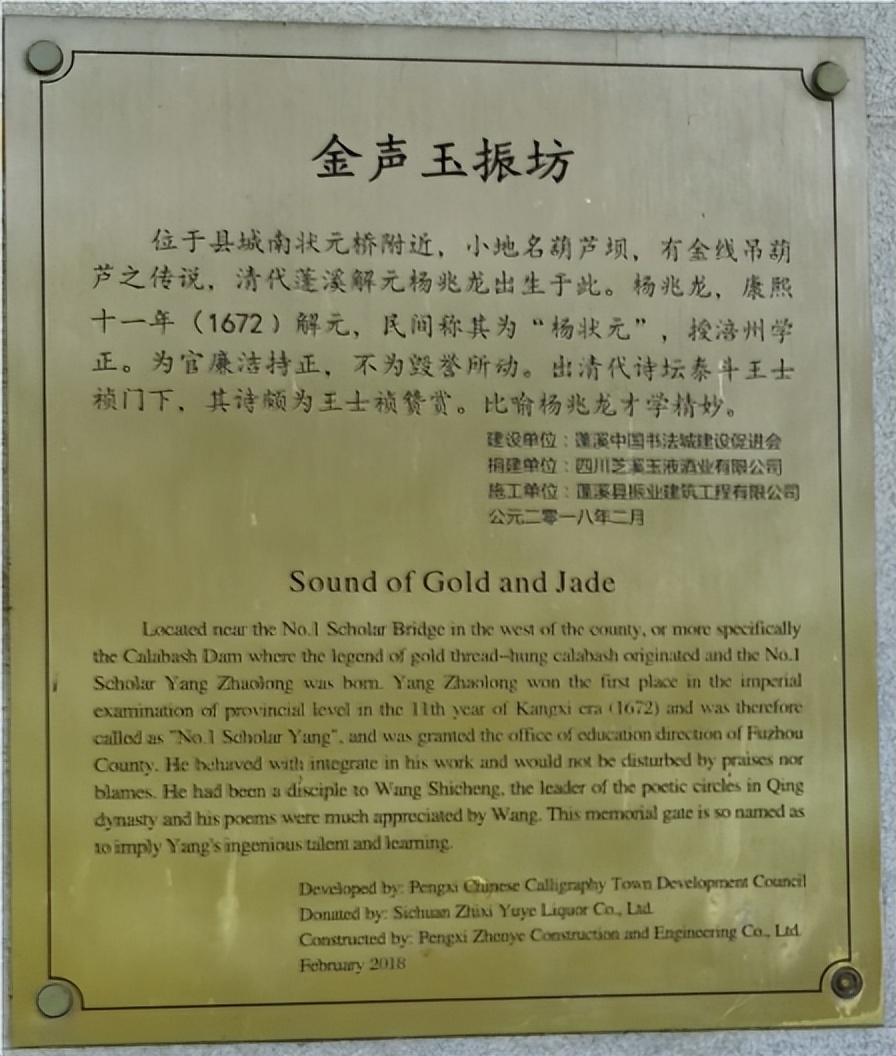 金声玉振坊
位于县城南状元桥附近，小地名葫芦坝，有金线吊葫
芦之传说，清代蓬溪解元杨兆龙出生于此。杨兆龙，康熙
十一年（1672）解元，民间称其为“杨状元”，授涪州学
正。为官廉洁持正，不为毁誉所动。出清代诗坛泰斗王士
祯门下，其诗颇为王士祯赞赏。比喻杨兆龙才学精妙。
建设单位：蓬溪中国书法城建设促进会
捐建单位：四川芝溪玉液酒业有限公司
施工单位：蓬溪县振业建筑工程有限公司
公元二零一八年二月
Sound of Gold and Jade
Located near the No.1 Scholar Bridge in the west of the county, or more specifically
the Calabash Dam where the legend of gold thread-hung calabash originated and the No.1
Scholar Yang Zhaolong was born. Yang Zhaolong won the first place in the imperial
examination of provincial level in the 11th year of Kangxi era (1672) and was therefore
called as "No.1 Scholar Yang", and was granted the office of education direction of Fuzhou
County. He behaved with integrate in his work and would not be disturbed by praises nor
blames. He had been a disciple to Wang Shicheng, the leader of the poetic circles in Qing
dynasty and his poems were much appreciated by Wang. This memorial gate is so named as
to imply Yang's ingenious talent and learning.
Developed by: Pengxi Chinese Calligraphy Town Development Council
Donated by: Sichuan Zhixi Yuye Liquor Co., Ltd.
Constructed by: Pengxi Zhenye Construction and Engineering Co., Ltd.
February 2018